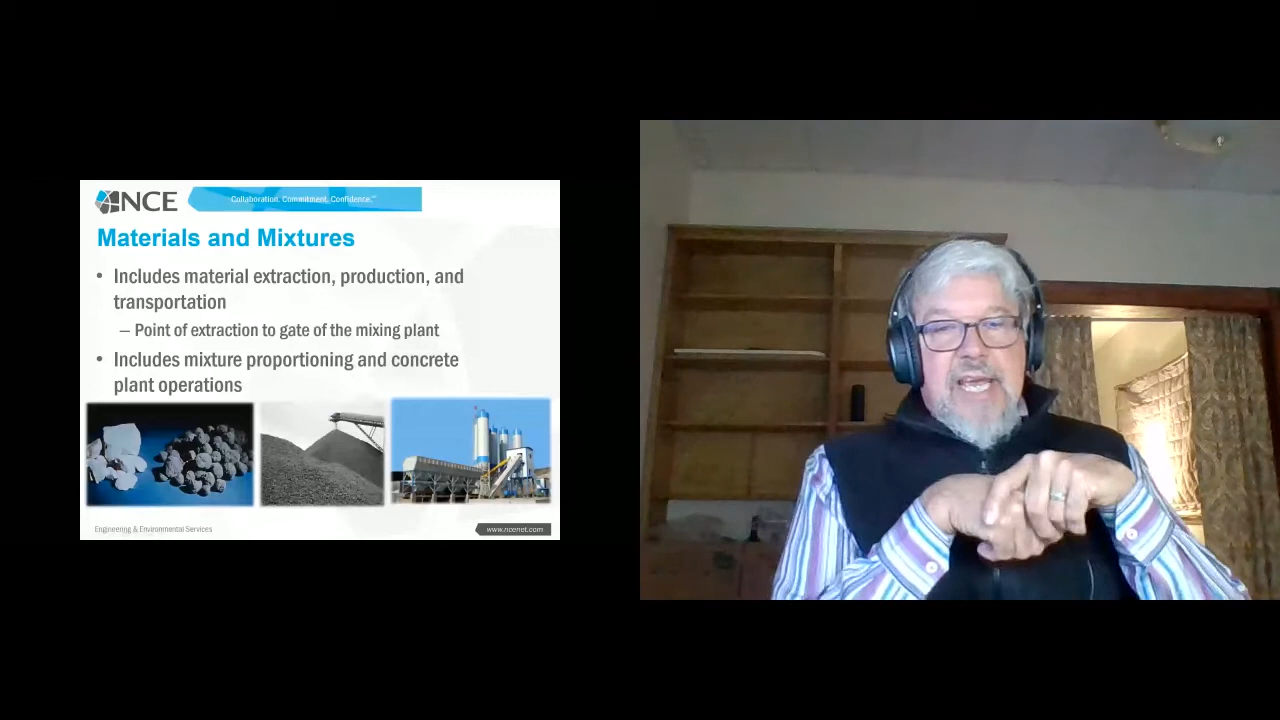 NCE
Collaboration. Commitment. Confidence.™
Materials and Mixtures
• Includes material extraction, production, and
transportation
– Point of extraction to gate of the mixing plant
• Includes mixture proportioning and concrete
plant operations
Engineering & Environmental Services
www.ncenet.com